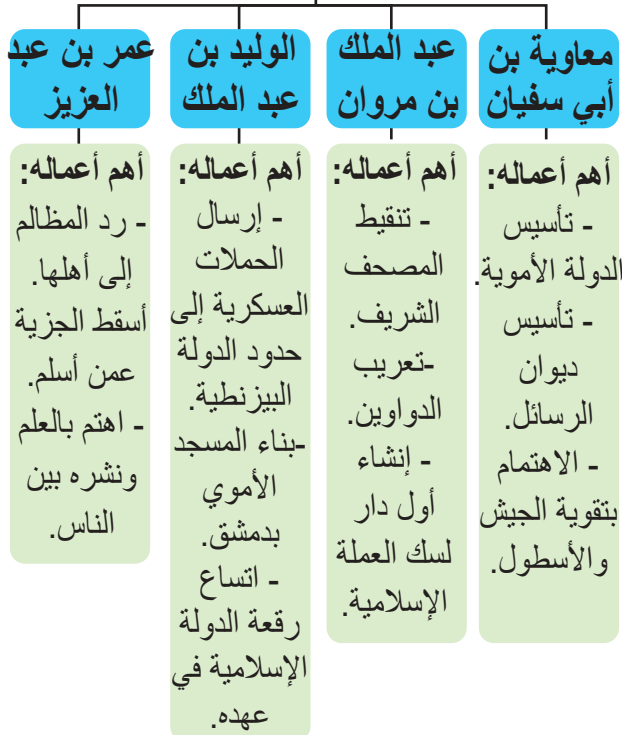 معاوية بن
أبي سفيان
أهم أعماله:
- تأسيس
الدولة الأموية.
- تأسيس
ديوان
الرسائل.
- الاهتمام
بتقوية الجيش
والأسطول.
عبد الملك
بن مروان
أهم أعماله:
- تنقيط
المصحف
الشريف.
-تعريب
الدواوين.
- إنشاء
أول دار
لسك العملة
الإسلامية.
الوليد بن
عبد الملك
أهم أعماله:
- إرسال
الحملات
العسكرية إلى
حدود الدولة
البيزنطية.
-بناء المسجد
الأموي
بدمشق.
- اتساع
رقعة الدولة
الإسلامية في
عهده.
عمر بن عبد
العزيز
أهم أعماله:
- رد المظالم
إلى أهلها.
أسقط الجزية
عمن أسلم.
- اهتم بالعلم
ونشره بين
الناس.